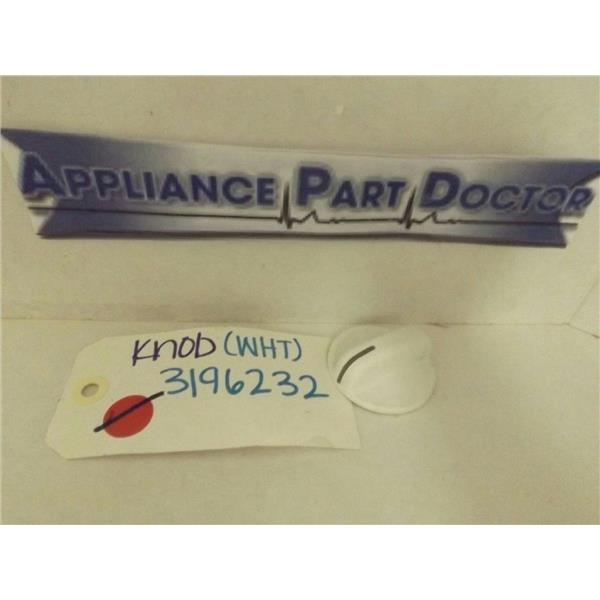 APPLIANCE PART DOCTOR
KNOB (WHT)
3196232